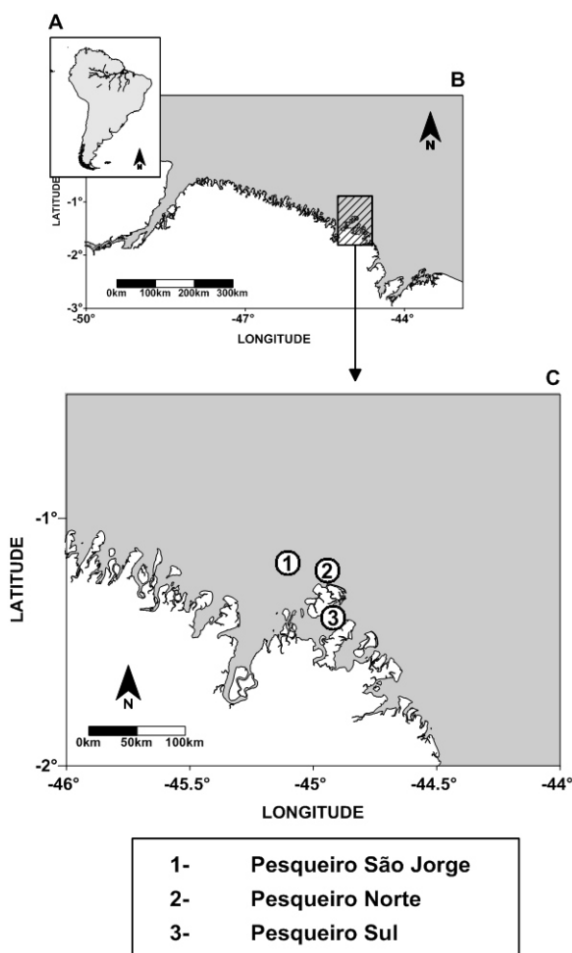 A
B
N
N
LATITUDE
-1°
-2°
-3°
0km 100km 200km 300km
-50° -47° -44°
LONGITUDE
C
LATITUDE
-1°
-2°
1
2
3
N
0km 50km 100km
-46° -45.5° -45° -44.5° -44°
LONGITUDE
1- Pesqueiro São Jorge
2- Pesqueiro Norte
3- Pesqueiro Sul